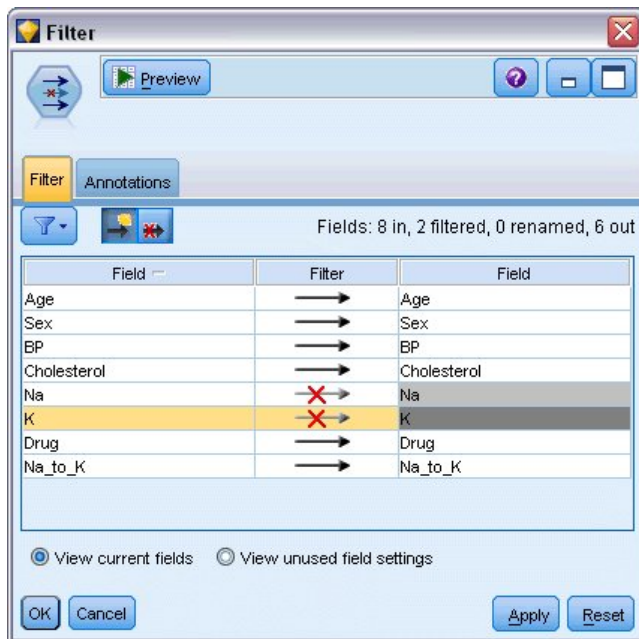 Filter
Preview
Filter Annotations
Fields: 8 in, 2 filtered, 0 renamed, 6 out
Field Filter Field
Age Age
Sex Sex
BP BP
Cholesterol Cholesterol
Na Na
K K
Drug Drug
Na_to_K Na_to_K
View current fields View unused field settings
OK Cancel Apply Reset